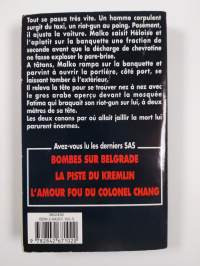 Tout se passa très vite. Un homme corpulent
surgit du taxi, un riot-gun au poing. Posément,
il ajusta la voiture. Malko saisit Héloïse et
l'aplatit sur la banquette une fraction de
seconde avant que la décharge de chevrotine ne
fasse exploser le pare-brise.
A tâtons, Malko rampa sur la banquette et
parvint à ouvrir la portière, côté port, se
laissant tomber à l'extérieur.
Il releva la tête pour se trouver nez à nez avec
le gros arabe aperçu devant la mosquée
Fatima qui braquait son riot-gun sur lui, à deux
mètres de sa tête.
Les deux canons par où allait jaillir la mort lui
parurent énormes.
Avez-vous lu les derniers SAS
BOMBES SUR BELGRADE
LA PISTE DU KREMLIN
L'AMOUR FOU DU COLONEL CHANG